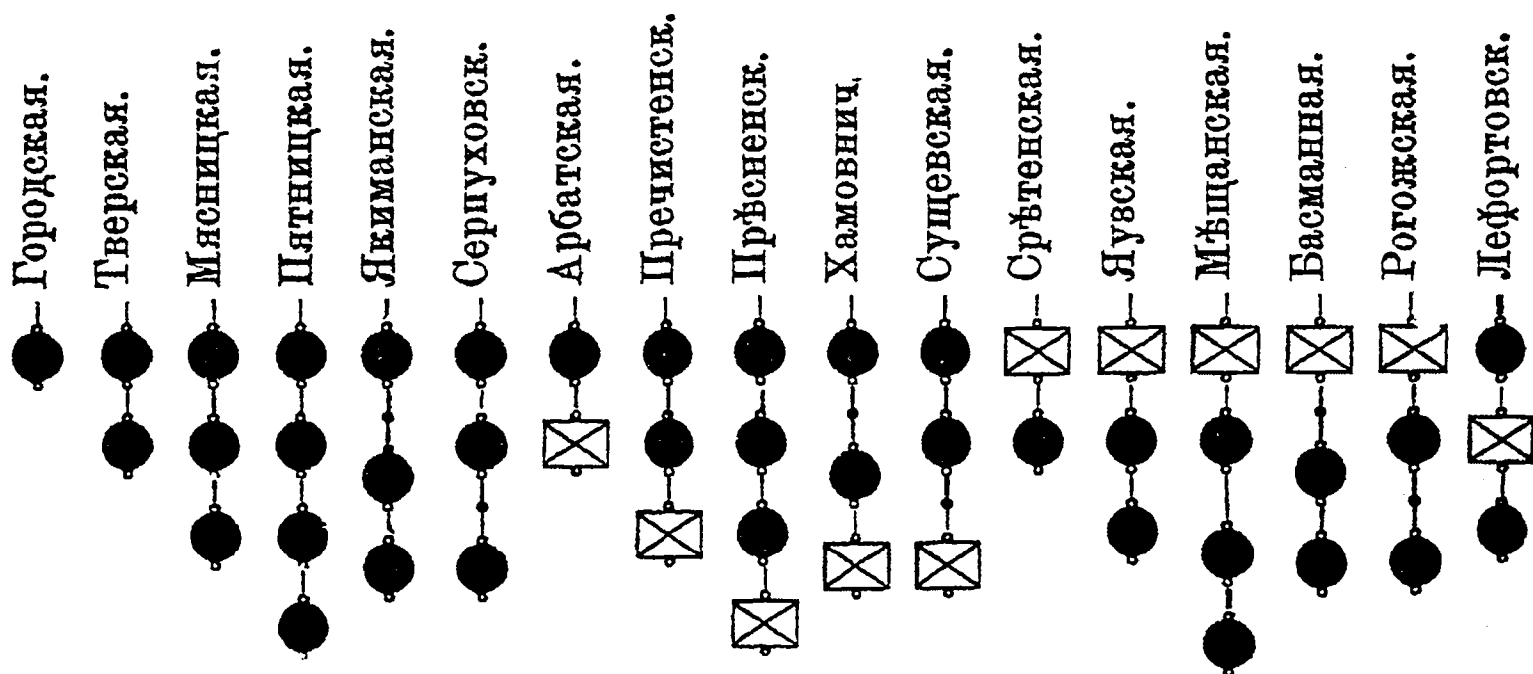 Городская.
Тверская.
Мясницкая.
Пятницкая.
Якиманская.
Серпуховск.
Арбатская.
Пречистенск.
Прѣсненск.
Хамовнич.
Сущевская.
Срѣтенская.
Яузская.
Мѣщанская.
Басманная.
Рогожская.
Лефортовск.